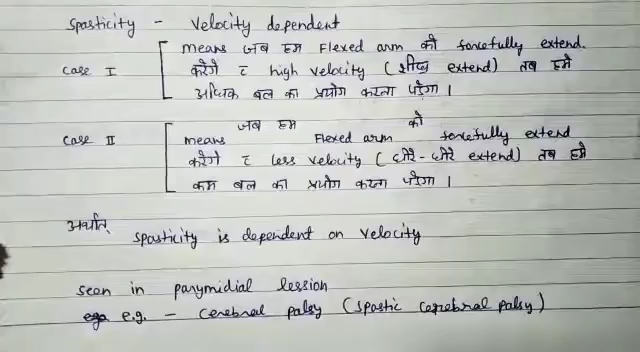 Spasticity - Velocity dependent
Case I means जब हम Flexed arm को forcefully extend.
करेगे c̄ high velocity (शीघ्र extend) तब हमे
अधिक बल का प्रयोग करना पडेगा।
Case II means जब हम Flexed arm को forcefully extend
करेगे c̄ less velocity (धीरे-धीरे extend) तब हमे
कम बल का प्रयोग करना पडेगा।
अर्थात् spasticity is dependent on velocity
seen in parymidial lession
e.g. - cerebral palsy (spastic cerebral palsy)